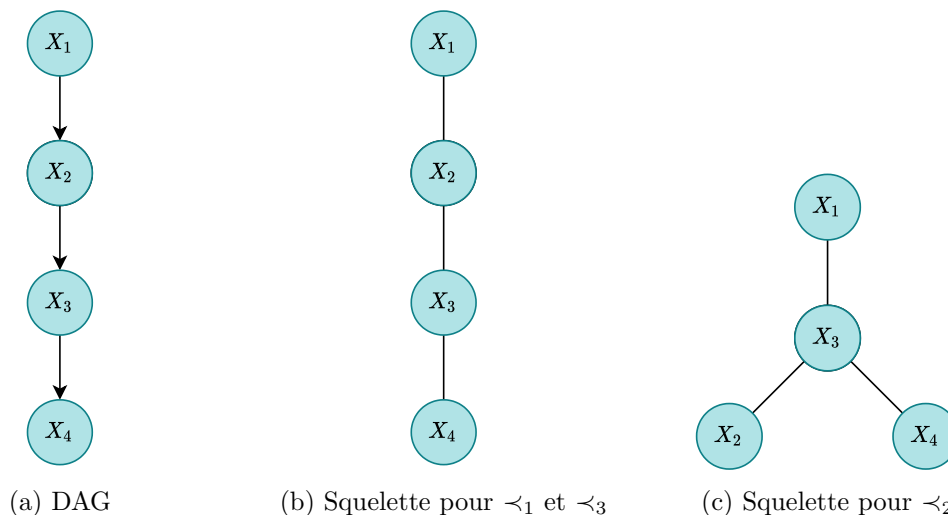 X₁
X₂
X₃
X₄
(a) DAG
X₁
X₂
X₃
X₄
(b) Squelette pour ≺₁ et ≺₃
X₁
X₃
X₂ X₄
(c) Squelette pour ≺₂